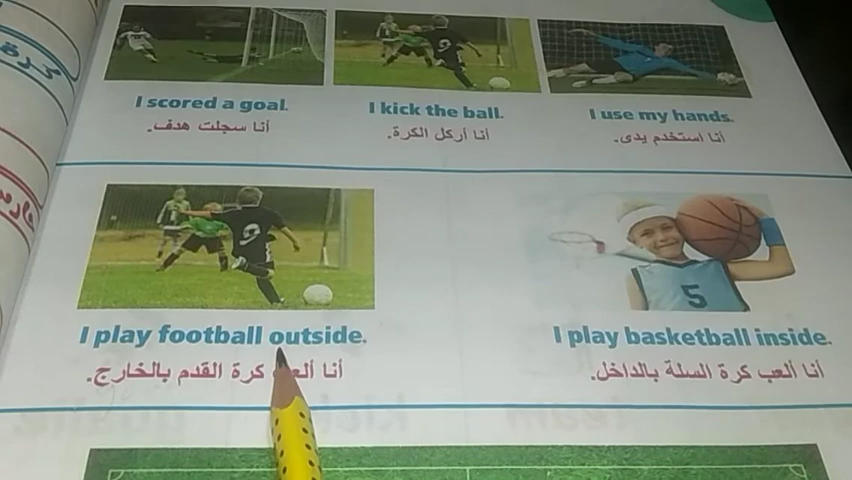 I scored a goal.
I kick the ball.
I use my hands.
أنا سجلت هدف.
أنا أركل الكرة.
أنا استخدم يدى.
I play football outside.
I play basketball inside.
أنا كرة القدم بالخارج.
أنا ألعب كرة السلة بالداخل.
9
9
5